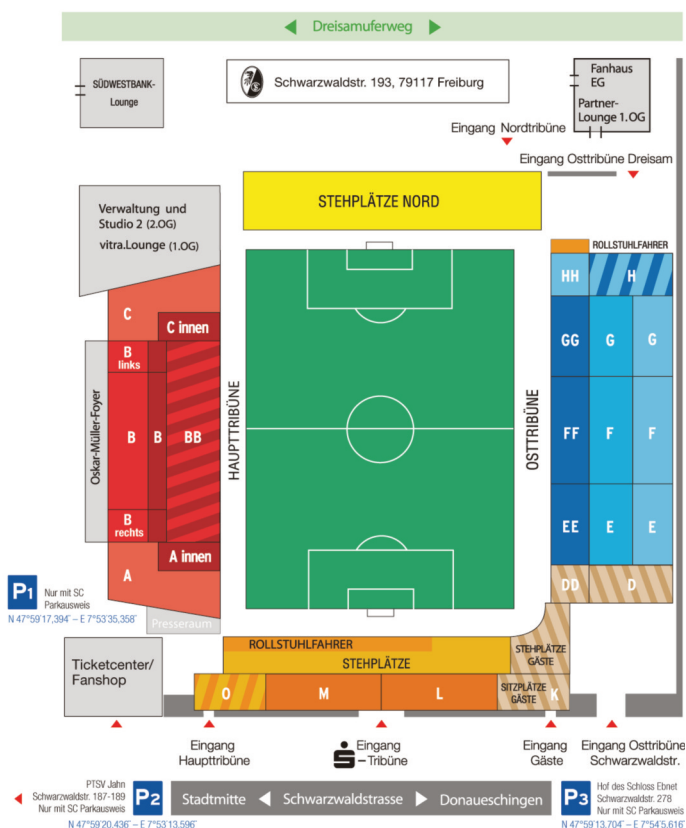 Dreisamuferweg
SÜDWESTBANK-
Lounge
Schwarzwaldstr. 193, 79117 Freiburg
Fanhaus
EG
Partner-
Lounge 1.OG
Eingang Nordtribüne
Eingang Osttribüne Dreisam
Verwaltung und
Studio 2 (2.OG)
vitra.Lounge (1.OG)
STEHPLÄTZE NORD
ROLLSTUHLFAHRER
HH
H
C
C innen
B
links
GG
G
G
Oskar-Müller-Foyer
B
B
BB
HAUPTTRIBÜNE
OSTTRIBÜNE
FF
F
F
B
rechts
EE
E
E
A innen
A
DD
D
P1
Nur mit SC
Parkausweis
N 47°59'17,394" – E 7°53'35,358"
Presseraum
ROLLSTUHLFAHRER
STEHPLÄTZE
STEHPLÄTZE
GÄSTE
Ticketcenter/
Fanshop
O
M
L
SITZPLÄTZE
GÄSTE
K
Eingang
Haupttribüne
Eingang
–Tribüne
Eingang
Gäste
Eingang Osttribüne
Schwarzwaldstr.
PTSV Jahn
Schwarzwaldstr. 187-189
Nur mit SC Parkausweis
P2
N 47°59'20,436" – E 7°53'13,596"
Stadtmitte
Schwarzwaldstrasse
Donaueschingen
P3
Hof des Schloss Ebnet
Schwarzwaldstr. 278
Nur mit SC Parkausweis
N 47°59'13,704" – E 7°54'5,616"